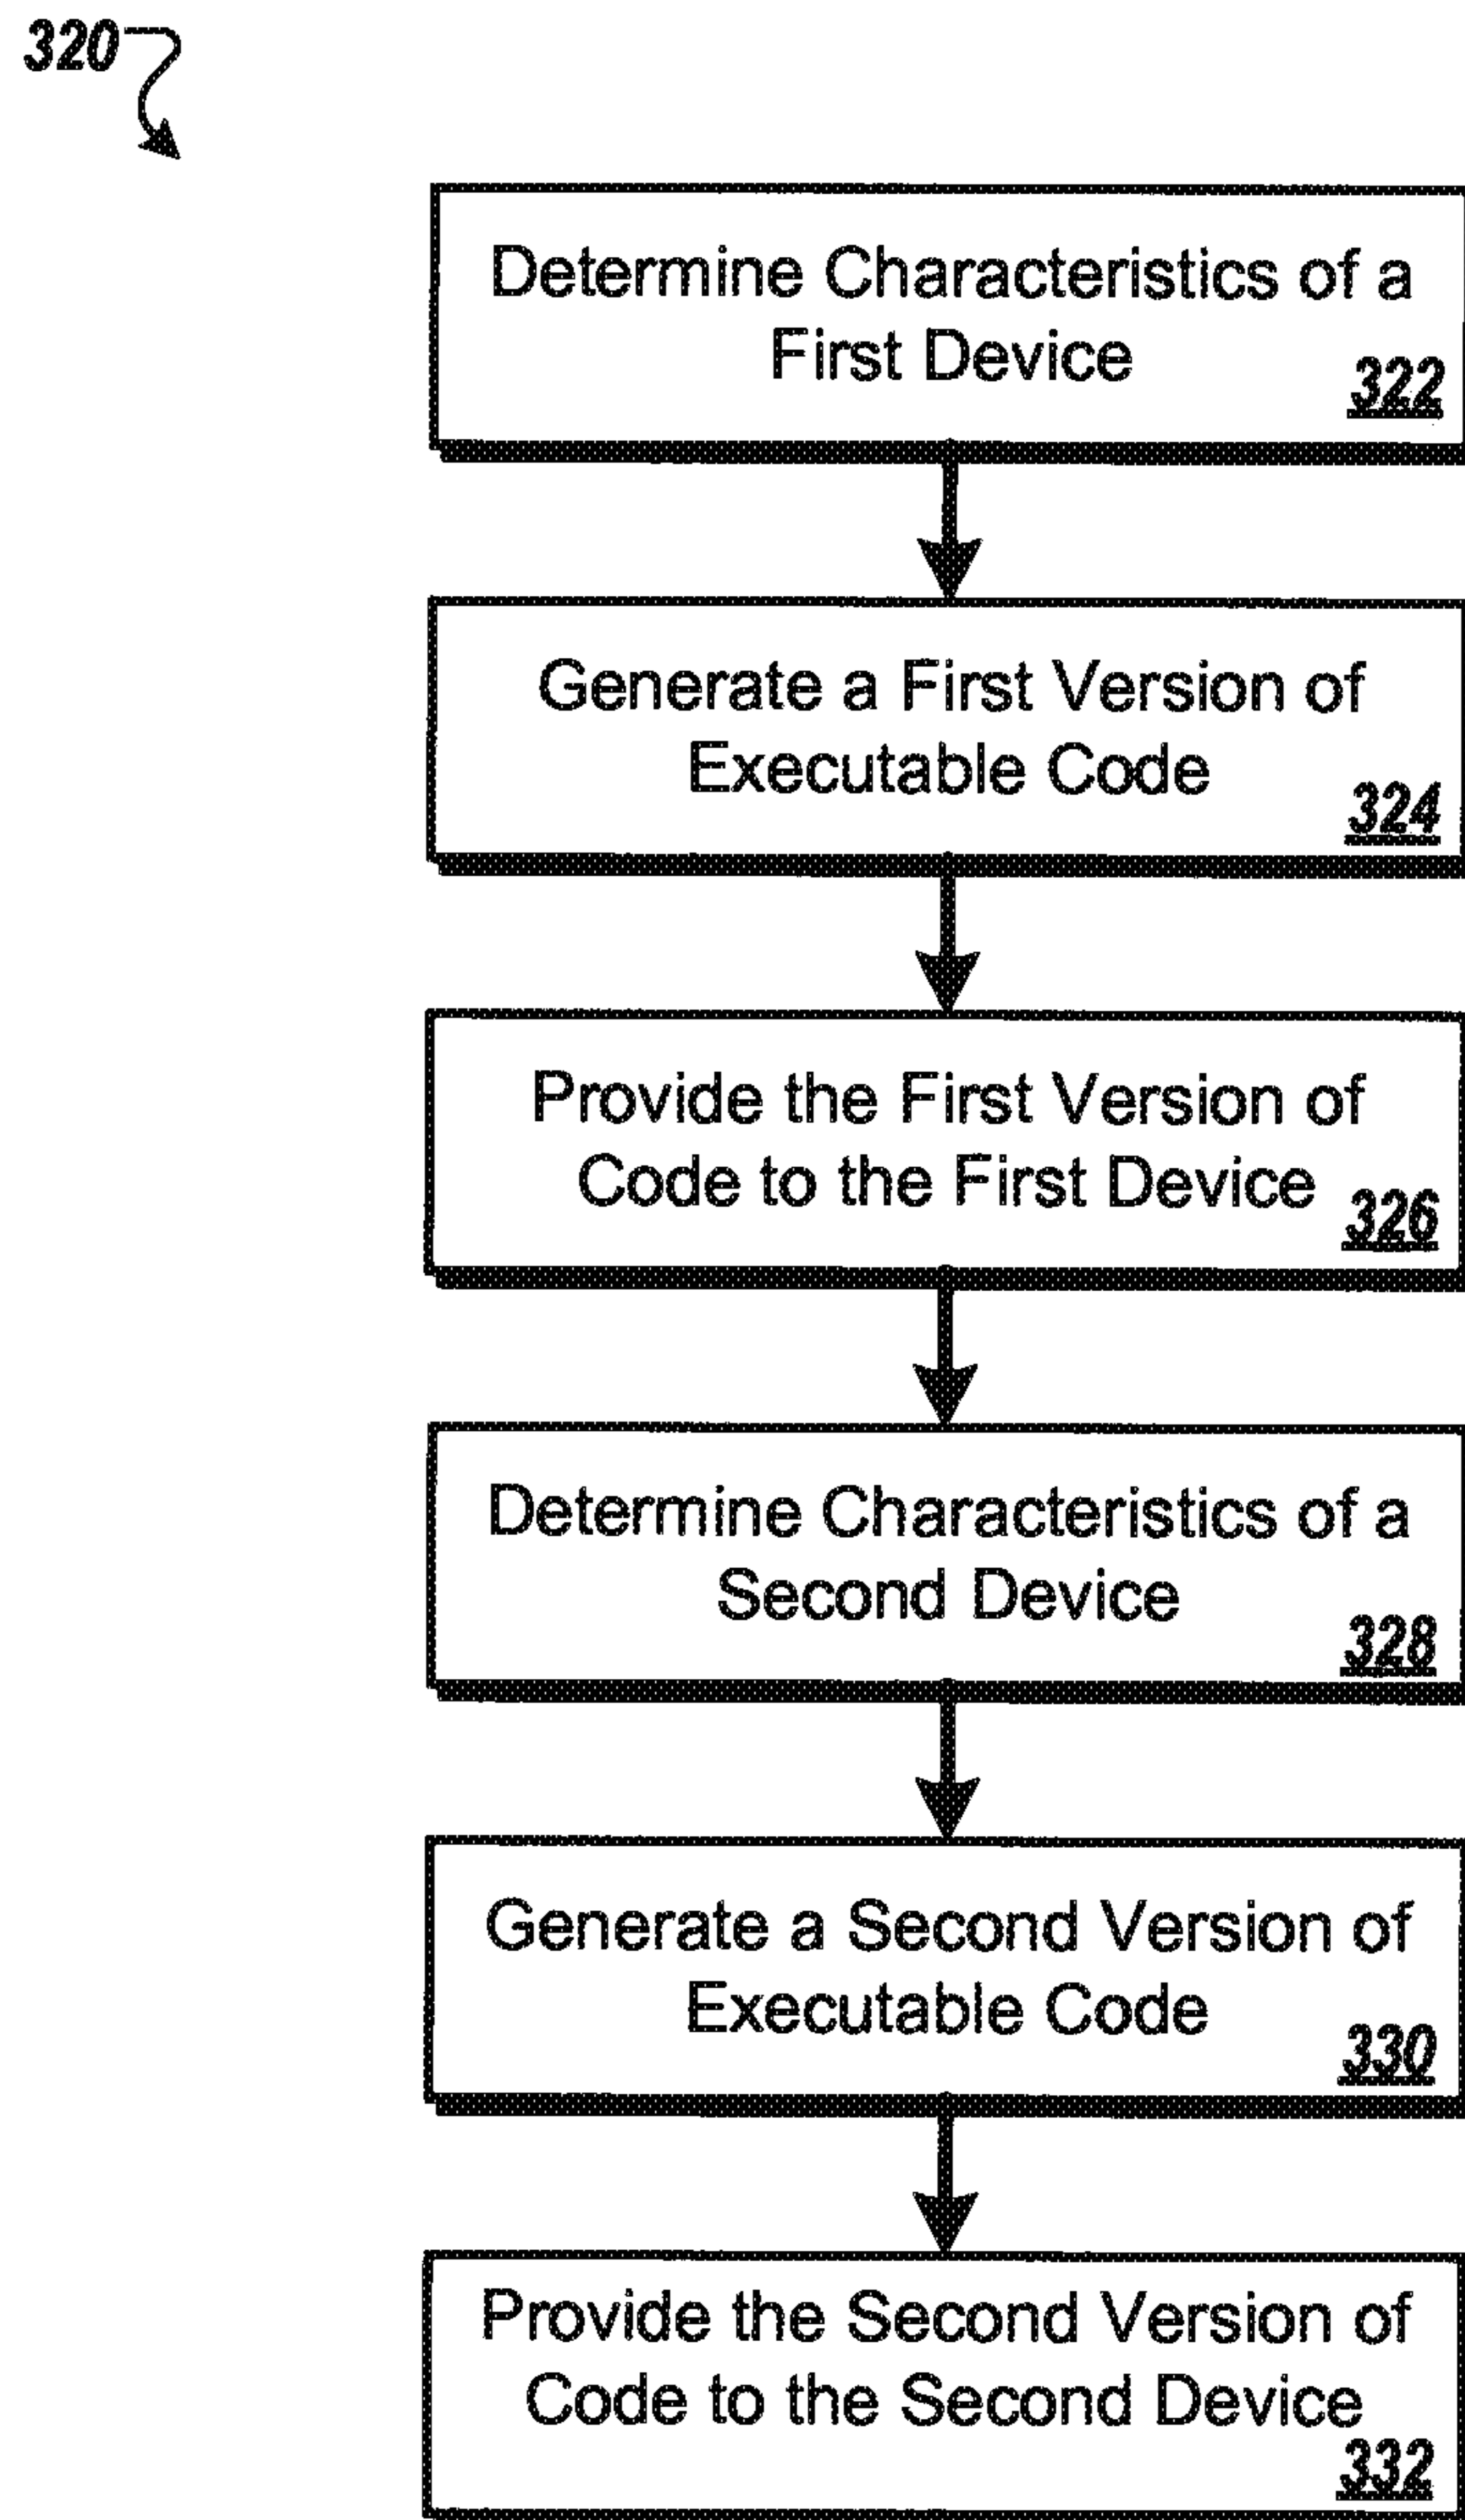 320
Determine Characteristics of a
First Device
322
Generate a First Version of
Executable Code
324
Provide the First Version of
Code to the First Device
326
Determine Characteristics of a
Second Device
328
Generate a Second Version of
Executable Code
330
Provide the Second Version of
Code to the Second Device
332